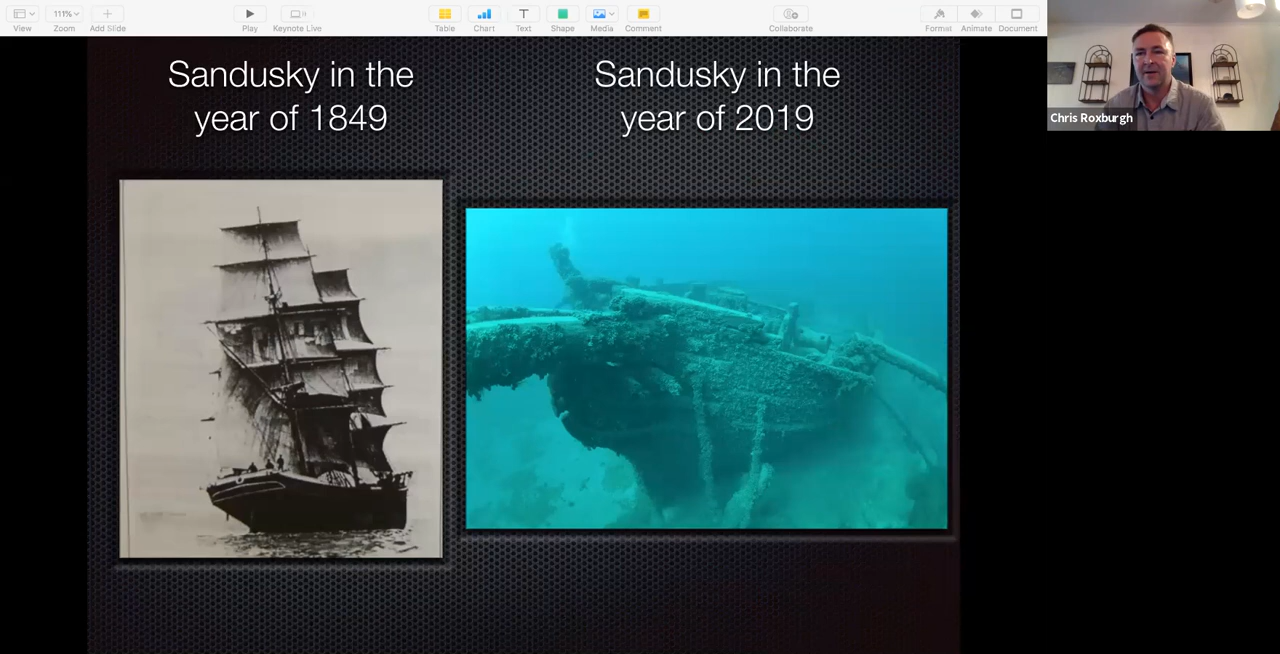 View
Zoom
Add Slide
Play
Keynote Live
Table
Chart
Text
Shape
Media
Comment
Collaborate
Format
Animate
Document
111%
Sandusky in the
year of 1849
Sandusky in the
year of 2019
Chris Roxburgh